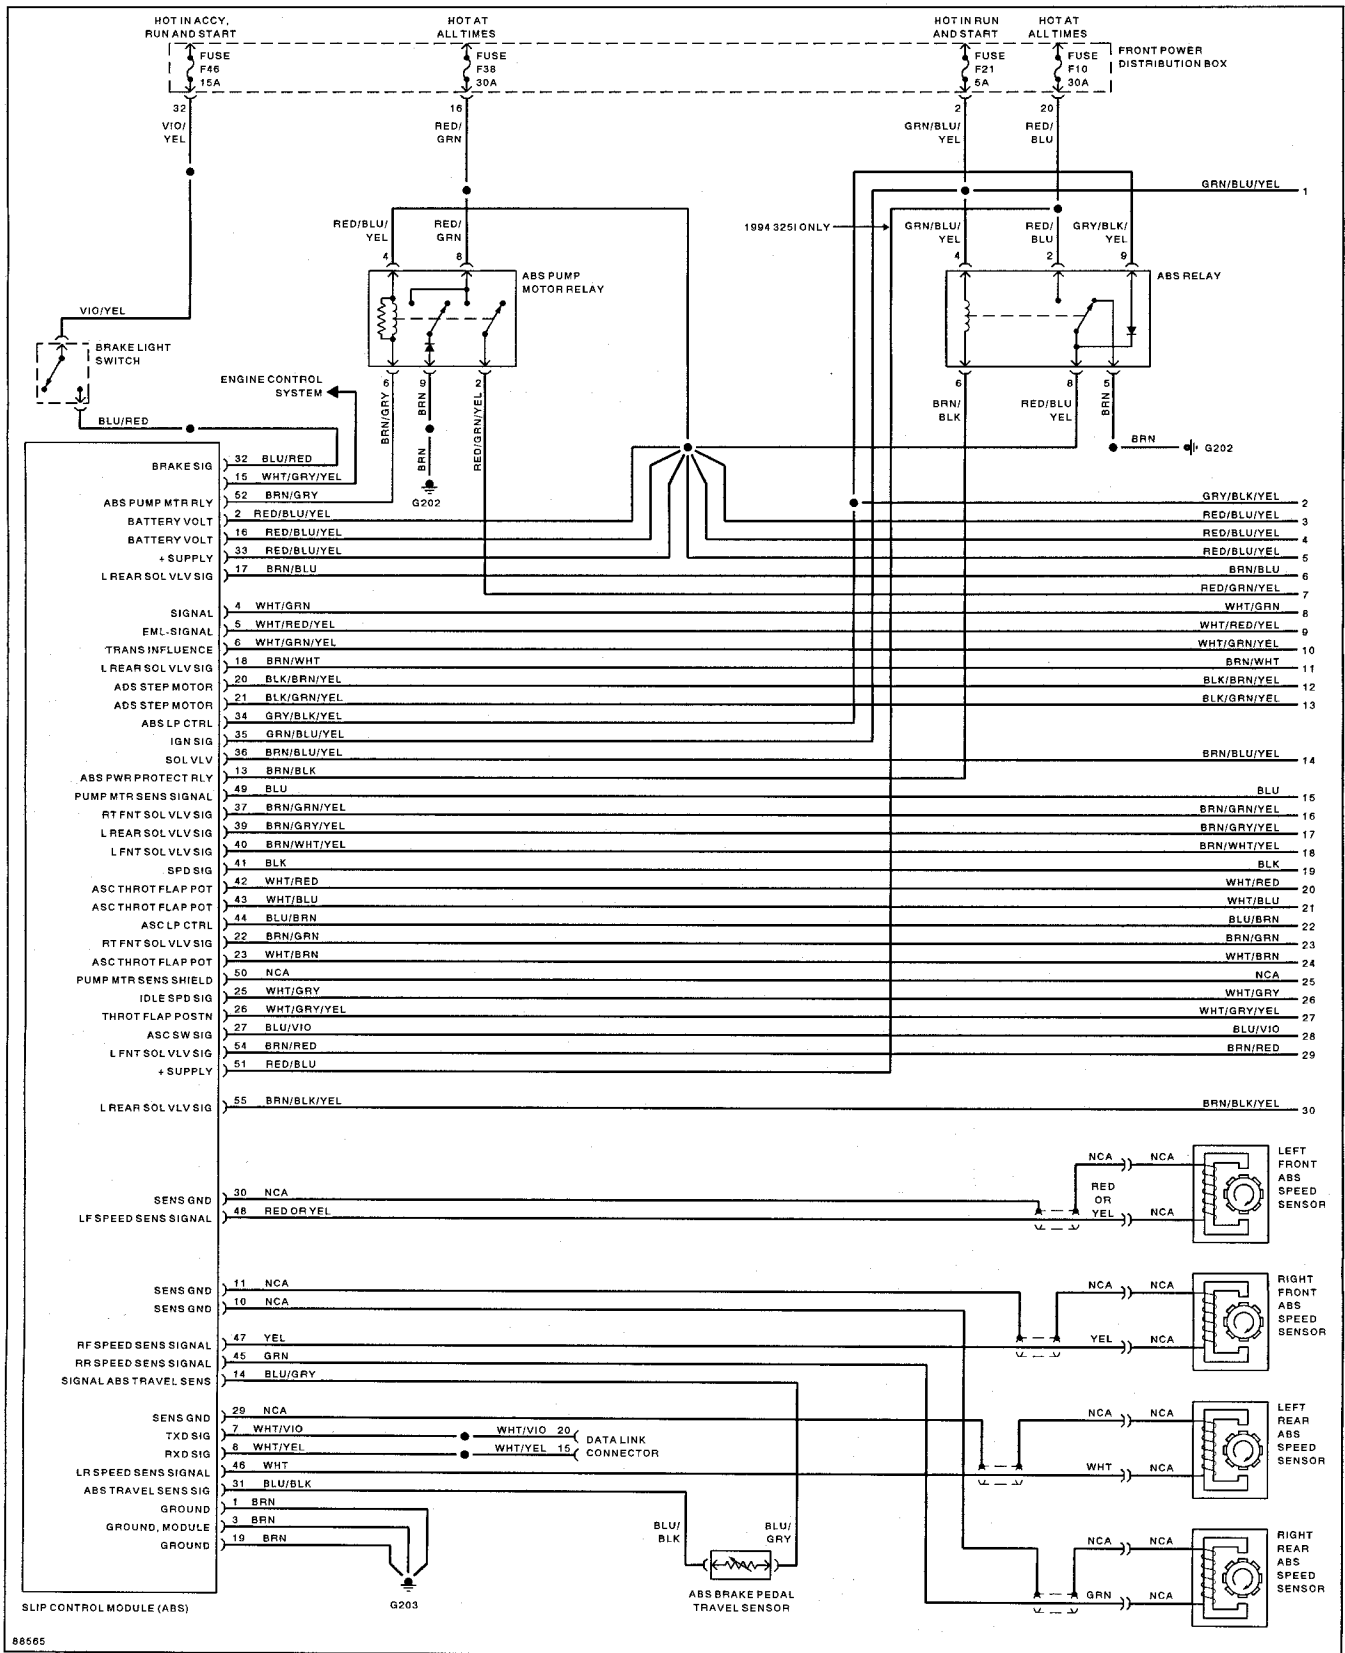 HOT IN ACCY,
RUN AND START
HOT AT
ALL TIMES
HOT IN RUN
AND START
HOT AT
ALL TIMES
FUSE
F46
15A
FUSE
F38
30A
FUSE
F21
5A
FUSE
F10
30A
FRONT POWER
DISTRIBUTION BOX
32
16
2
20
VIO/
YEL
RED/
GRN
GRN/BLU/
YEL
RED/
BLU
GRN/BLU/YEL 1
RED/BLU/
YEL
RED/
GRN
1994 325I ONLY
GRN/BLU/
YEL
RED/
BLU
GRY/BLK/
YEL
4
8
4
2
9
ABS PUMP
MOTOR RELAY
ABS RELAY
VIO/YEL
BRAKE LIGHT
SWITCH
ENGINE CONTROL
SYSTEM
6
9
2
6
8
5
BRN/GRY
BRN
RED/GRN/YEL
BRN/
BLK
RED/BLU
YEL
BRN
BLU/RED
BRN
BRN
G202
G202
BRAKE SIG 32 BLU/RED
15 WHT/GRY/YEL
ABS PUMP MTR RLY 52 BRN/GRY
GRY/BLK/YEL 2
BATTERY VOLT 2 RED/BLU/YEL
RED/BLU/YEL 3
BATTERY VOLT 16 RED/BLU/YEL
RED/BLU/YEL 4
+ SUPPLY 33 RED/BLU/YEL
RED/BLU/YEL 5
L REAR SOL VLV SIG 17 BRN/BLU
BRN/BLU 6
RED/GRN/YEL 7
SIGNAL 4 WHT/GRN
WHT/GRN 8
EML-SIGNAL 5 WHT/RED/YEL
WHT/RED/YEL 9
TRANS INFLUENCE 6 WHT/GRN/YEL
WHT/GRN/YEL 10
L REAR SOL VLV SIG 18 BRN/WHT
BRN/WHT 11
ADS STEP MOTOR 20 BLK/BRN/YEL
BLK/BRN/YEL 12
ADS STEP MOTOR 21 BLK/GRN/YEL
BLK/GRN/YEL 13
ABS LP CTRL 34 GRY/BLK/YEL
IGN SIG 35 GRN/BLU/YEL
SOL VLV 36 BRN/BLU/YEL
BRN/BLU/YEL 14
ABS PWR PROTECT RLY 13 BRN/BLK
PUMP MTR SENS SIGNAL 49 BLU
BLU 15
RT FNT SOL VLV SIG 37 BRN/GRN/YEL
BRN/GRN/YEL 16
L REAR SOL VLV SIG 39 BRN/GRY/YEL
BRN/GRY/YEL 17
L FNT SOL VLV SIG 40 BRN/WHT/YEL
BRN/WHT/YEL 18
SPD SIG 41 BLK
BLK 19
ASC THROT FLAP POT 42 WHT/RED
WHT/RED 20
ASC THROT FLAP POT 43 WHT/BLU
WHT/BLU 21
ASC LP CTRL 44 BLU/BRN
BLU/BRN 22
RT FNT SOL VLV SIG 22 BRN/GRN
BRN/GRN 23
ASC THROT FLAP POT 23 WHT/BRN
WHT/BRN 24
PUMP MTR SENS SHIELD 50 NCA
NCA 25
IDLE SPD SIG 25 WHT/GRY
WHT/GRY 26
THROT FLAP POSTN 26 WHT/GRY/YEL
WHT/GRY/YEL 27
ASC SW SIG 27 BLU/VIO
BLU/VIO 28
L FNT SOL VLV SIG 54 BRN/RED
BRN/RED 29
+ SUPPLY 51 RED/BLU
L REAR SOL VLV SIG 55 BRN/BLK/YEL
BRN/BLK/YEL 30
NCA NCA
LEFT
FRONT
ABS
SPEED
SENSOR
SENS GND 30 NCA
RED
OR
YEL NCA
LF SPEED SENS SIGNAL 48 RED OR YEL
SENS GND 11 NCA
NCA NCA
RIGHT
FRONT
ABS
SPEED
SENSOR
SENS GND 10 NCA
RF SPEED SENS SIGNAL 47 YEL
YEL NCA
RR SPEED SENS SIGNAL 45 GRN
SIGNAL ABS TRAVEL SENS 14 BLU/GRY
SENS GND 29 NCA
NCA NCA
LEFT
REAR
ABS
SPEED
SENSOR
TXD SIG 7 WHT/VIO
WHT/VIO 20
RXD SIG 8 WHT/YEL
WHT/YEL 15
DATA LINK
CONNECTOR
LR SPEED SENS SIGNAL 46 WHT
WHT NCA
ABS TRAVEL SENS SIG 31 BLU/BLK
GROUND 1 BRN
GROUND, MODULE 3 BRN
GROUND 19 BRN
BLU/
BLK
BLU/
GRY
NCA NCA
RIGHT
REAR
ABS
SPEED
SENSOR
GRN NCA
G203
ABS BRAKE PEDAL
TRAVEL SENSOR
SLIP CONTROL MODULE (ABS)
88565